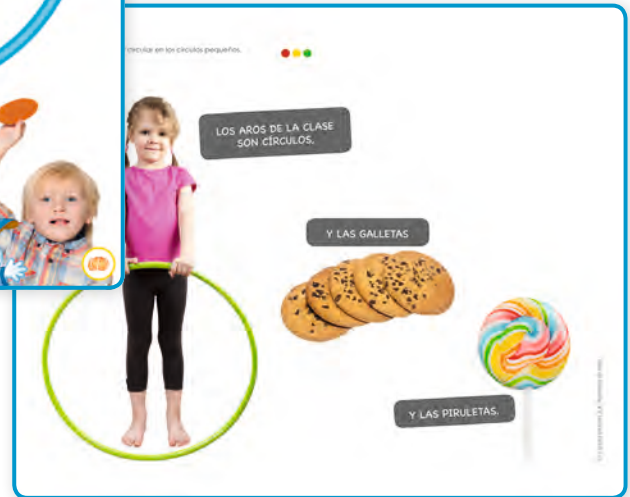 circular en los círculos pequeños.
LOS AROS DE LA CLASE
SON CÍRCULOS.
Y LAS GALLETAS
Y LAS PIRULETAS.